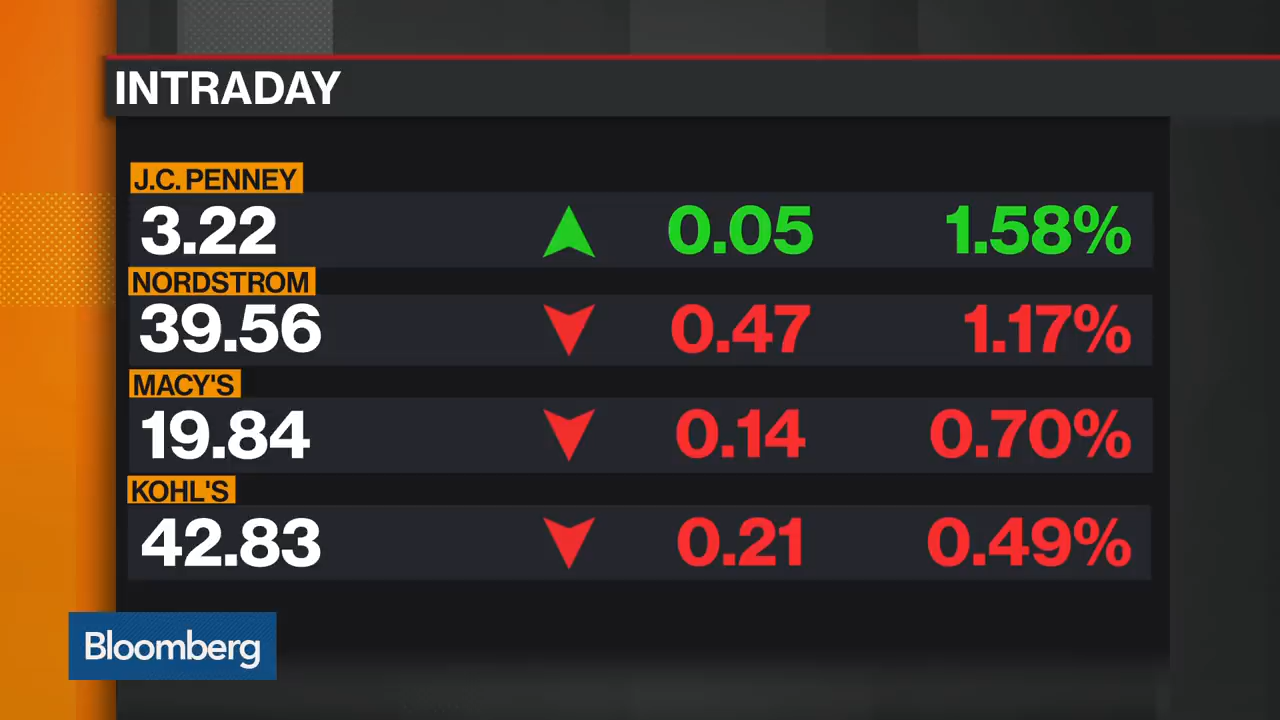 INTRADAY
J.C. PENNEY
3.22 ▲ 0.05 1.58%
NORDSTROM
39.56 ▼ 0.47 1.17%
MACY'S
19.84 ▼ 0.14 0.70%
KOHL'S
42.83 ▼ 0.21 0.49%
Bloomberg